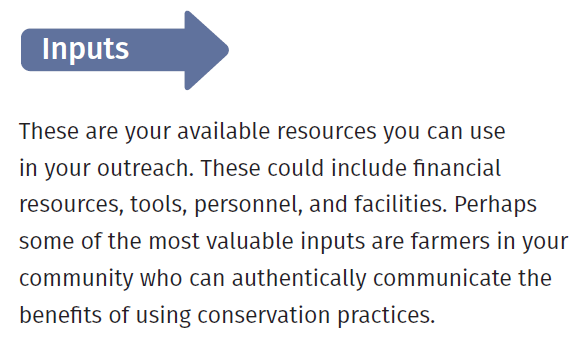 Inputs
These are your available resources you can use
in your outreach. These could include financial
resources, tools, personnel, and facilities. Perhaps
some of the most valuable inputs are farmers in your
community who can authentically communicate the
benefits of using conservation practices.